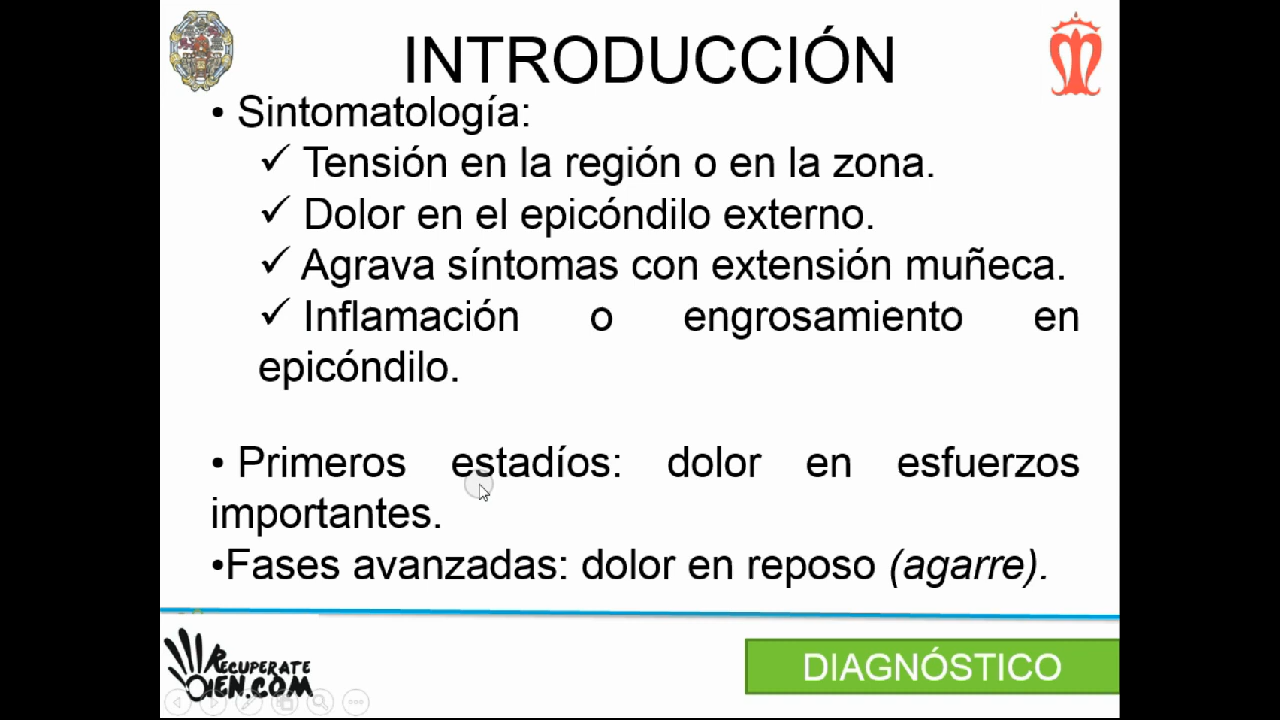 INTRODUCCIÓN
• Sintomatología:
✓ Tensión en la región o en la zona.
✓ Dolor en el epicóndilo externo.
✓ Agrava síntomas con extensión muñeca.
✓ Inflamación o engrosamiento en
epicóndilo.
• Primeros estadíos: dolor en esfuerzos
importantes.
•Fases avanzadas: dolor en reposo (agarre).
RECUPERATE
BIEN.COM
DIAGNÓSTICO